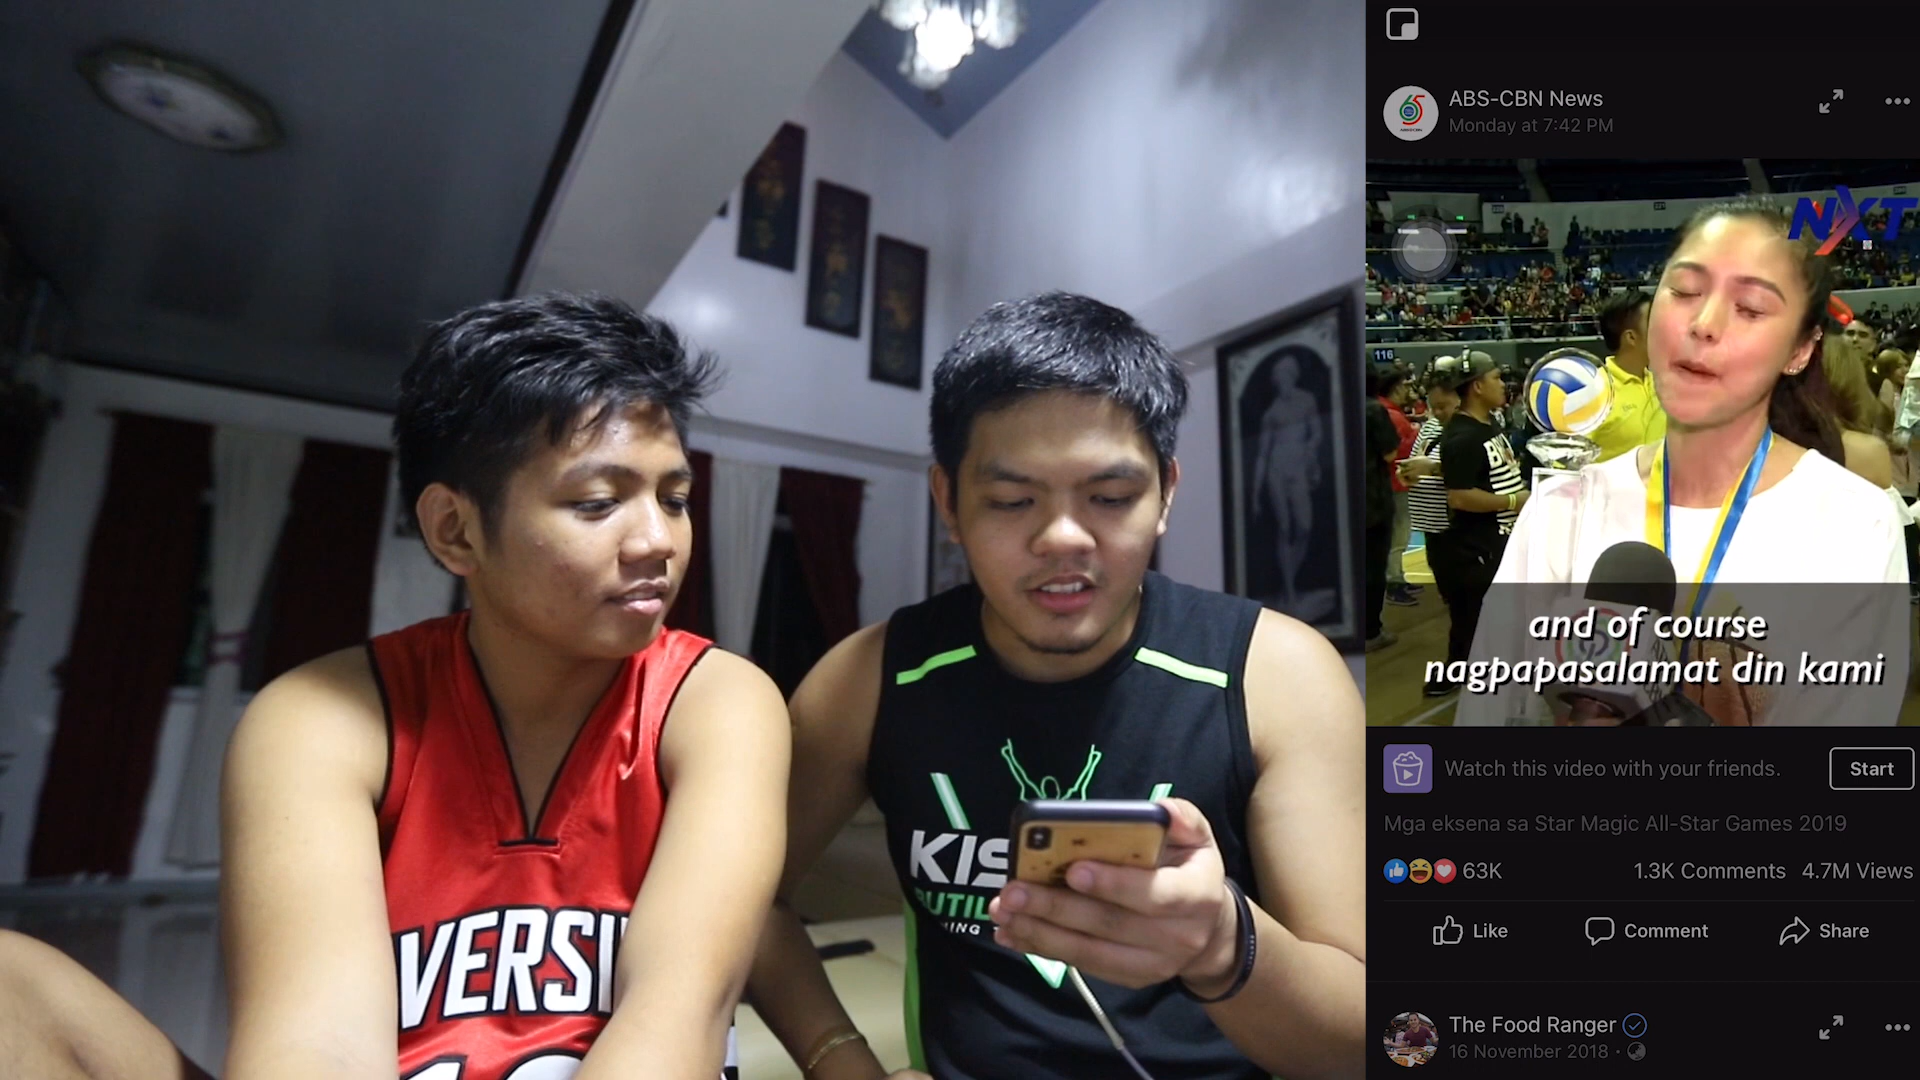 VERSI
KIS
UTIL
ING
ABS-CBN News
Monday at 7:42 PM
NXT
116
and of course
nagpapasalamat din kami
Watch this video with your friends.
Start
Mga eksena sa Star Magic All-Star Games 2019
63K
1.3K Comments
4.7M Views
Like
Comment
Share
The Food Ranger
16 November 2018